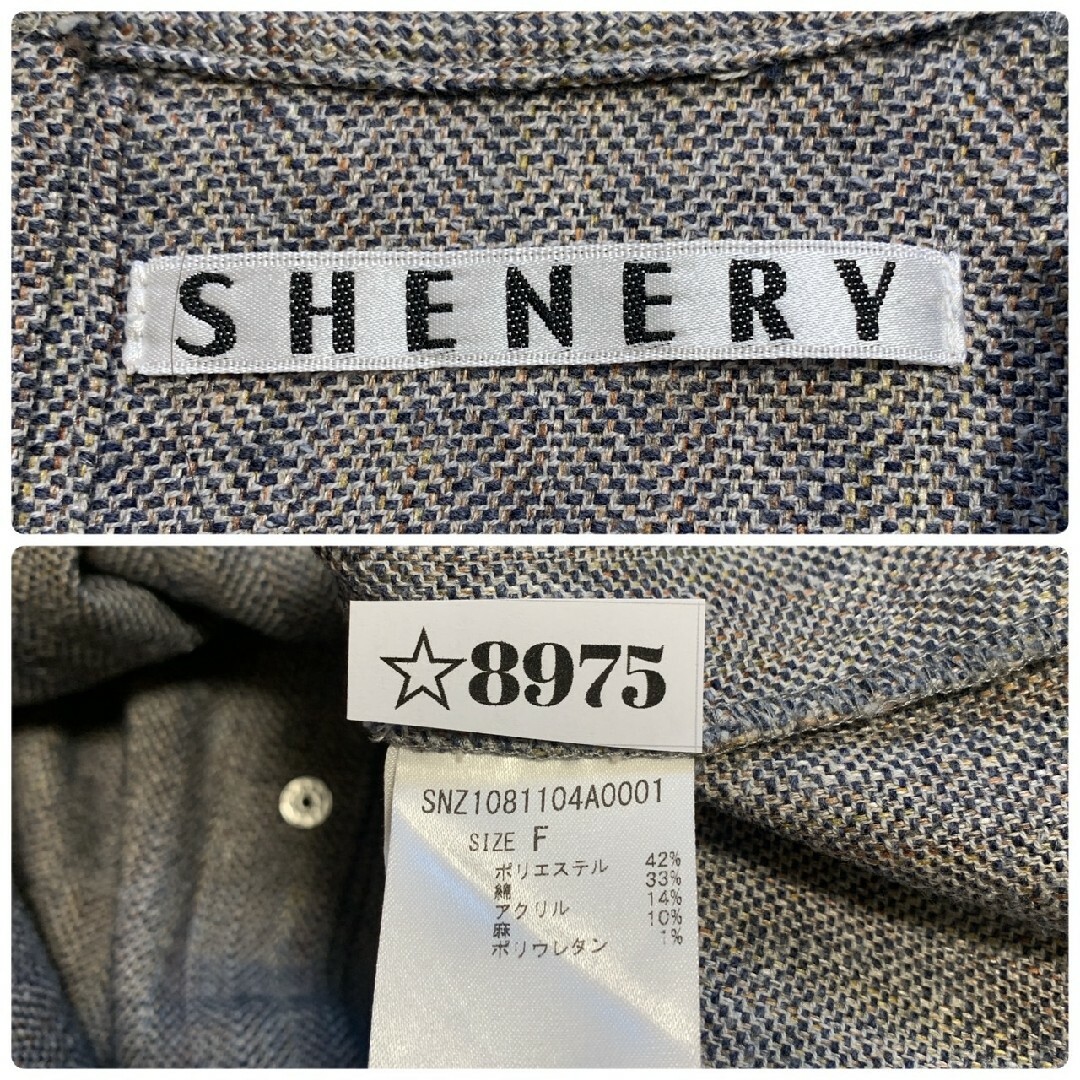 SHENERY
☆8975
SNZ1081104A0001
SIZE F
ポリエステル 42%
綿 33%
アクリル 14%
麻 10%
ポリウレタン 1%